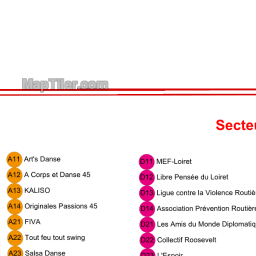 MapTiler.com
Secte
A11 Art's Danse
A12 A Corps et Danse 45
A13 KALISO
A14 Originales Passions 45
A21 FIVA
A22 Tout feu tout swing
A23 Salsa Danse
D11 MEF-Loiret
D12 Libre Pensée du Loiret
D13 Ligue contre la Violence Routiè
D14 Association Prévention Routière
D21 Les Amis du Monde Diplomatiq
D22 Collectif Roosevelt
D23 L'Espoir